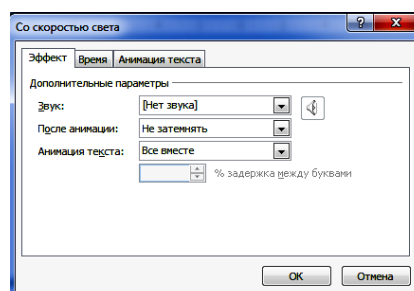 Со скоростью света
Эффект Время Анимация текста
Дополнительные параметры
Звук: [Нет звука]
После анимации: Не затемнять
Анимация текста: Все вместе
% задержка между буквами
ОК Отмена